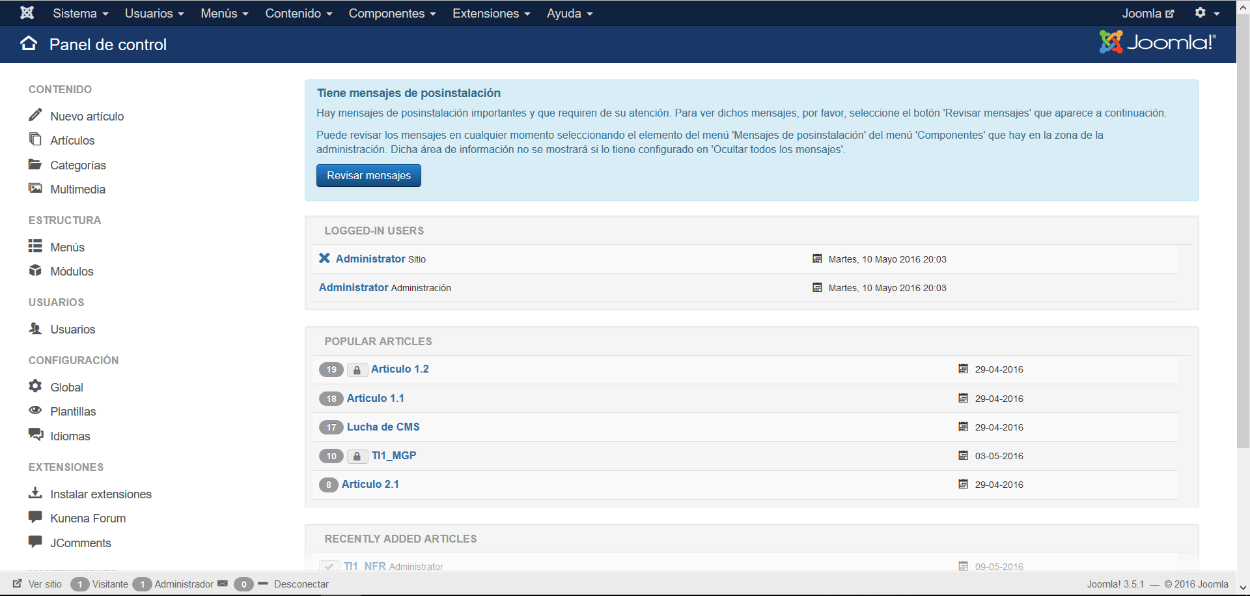 Sistema Usuarios Menús Contenido Componentes Extensiones Ayuda Joomla
Panel de control Joomla!®
CONTENIDO
Nuevo artículo
Artículos
Categorías
Multimedia
ESTRUCTURA
Menús
Módulos
USUARIOS
Usuarios
CONFIGURACIÓN
Global
Plantillas
Idiomas
EXTENSIONES
Instalar extensiones
Kunena Forum
JComments
Tiene mensajes de posinstalación
Hay mensajes de posinstalación importantes y que requiren de su atención. Para ver dichos mensajes, por favor, seleccione el botón 'Revisar mensajes' que aparece a continuación.
Puede revisar los mensajes en cualquier momento seleccionando el elemento del menú 'Mensajes de posinstalación' del menú 'Componentes' que hay en la zona de la
administración. Dicha área de información no se mostrará si lo tiene configurado en 'Ocultar todos los mensajes'.
Revisar mensajes
LOGGED-IN USERS
Administrator Sitio Martes, 10 Mayo 2016 20:03
Administrator Administración Martes, 10 Mayo 2016 20:03
POPULAR ARTICLES
19 Articulo 1.2 29-04-2016
18 Articulo 1.1 29-04-2016
17 Lucha de CMS 29-04-2016
10 TI1_MGP 03-05-2016
8 Articulo 2.1 29-04-2016
RECENTLY ADDED ARTICLES
TI1_NFR Administrator 09-05-2016
Ver sitio 1 Visitante 1 Administrador 0 Desconectar Joomla! 3.5.1 — © 2016 Joomla